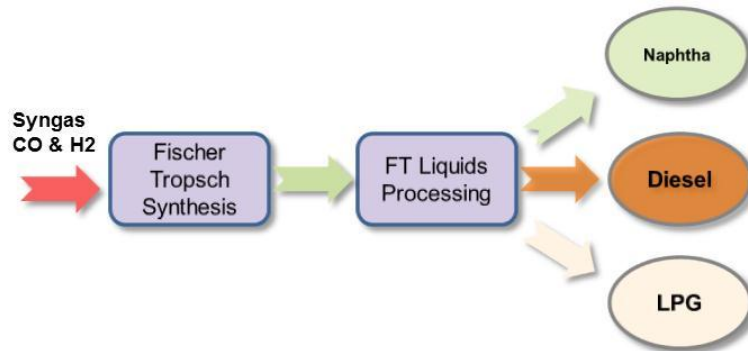 Syngas
CO & H2
Fischer
Tropsch
Synthesis
FT Liquids
Processing
Naphtha
Diesel
LPG